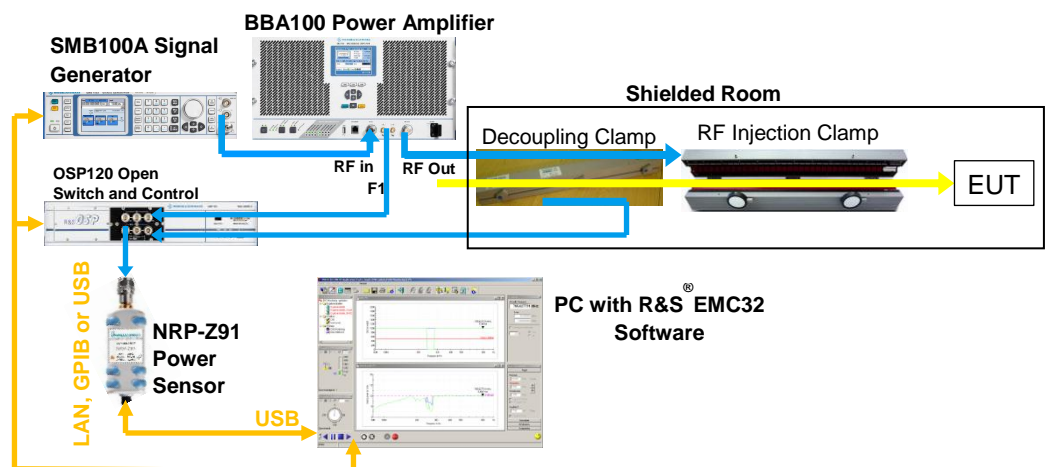 BBA100 Power Amplifier
SMB100A Signal
Generator
Shielded Room
Decoupling Clamp
RF Injection Clamp
RF in
F1
RF Out
EUT
OSP120 Open
Switch and Control
R&S OSP
LAN, GPIB or USB
NRP-Z91
Power
Sensor
USB
PC with R&S® EMC32
Software